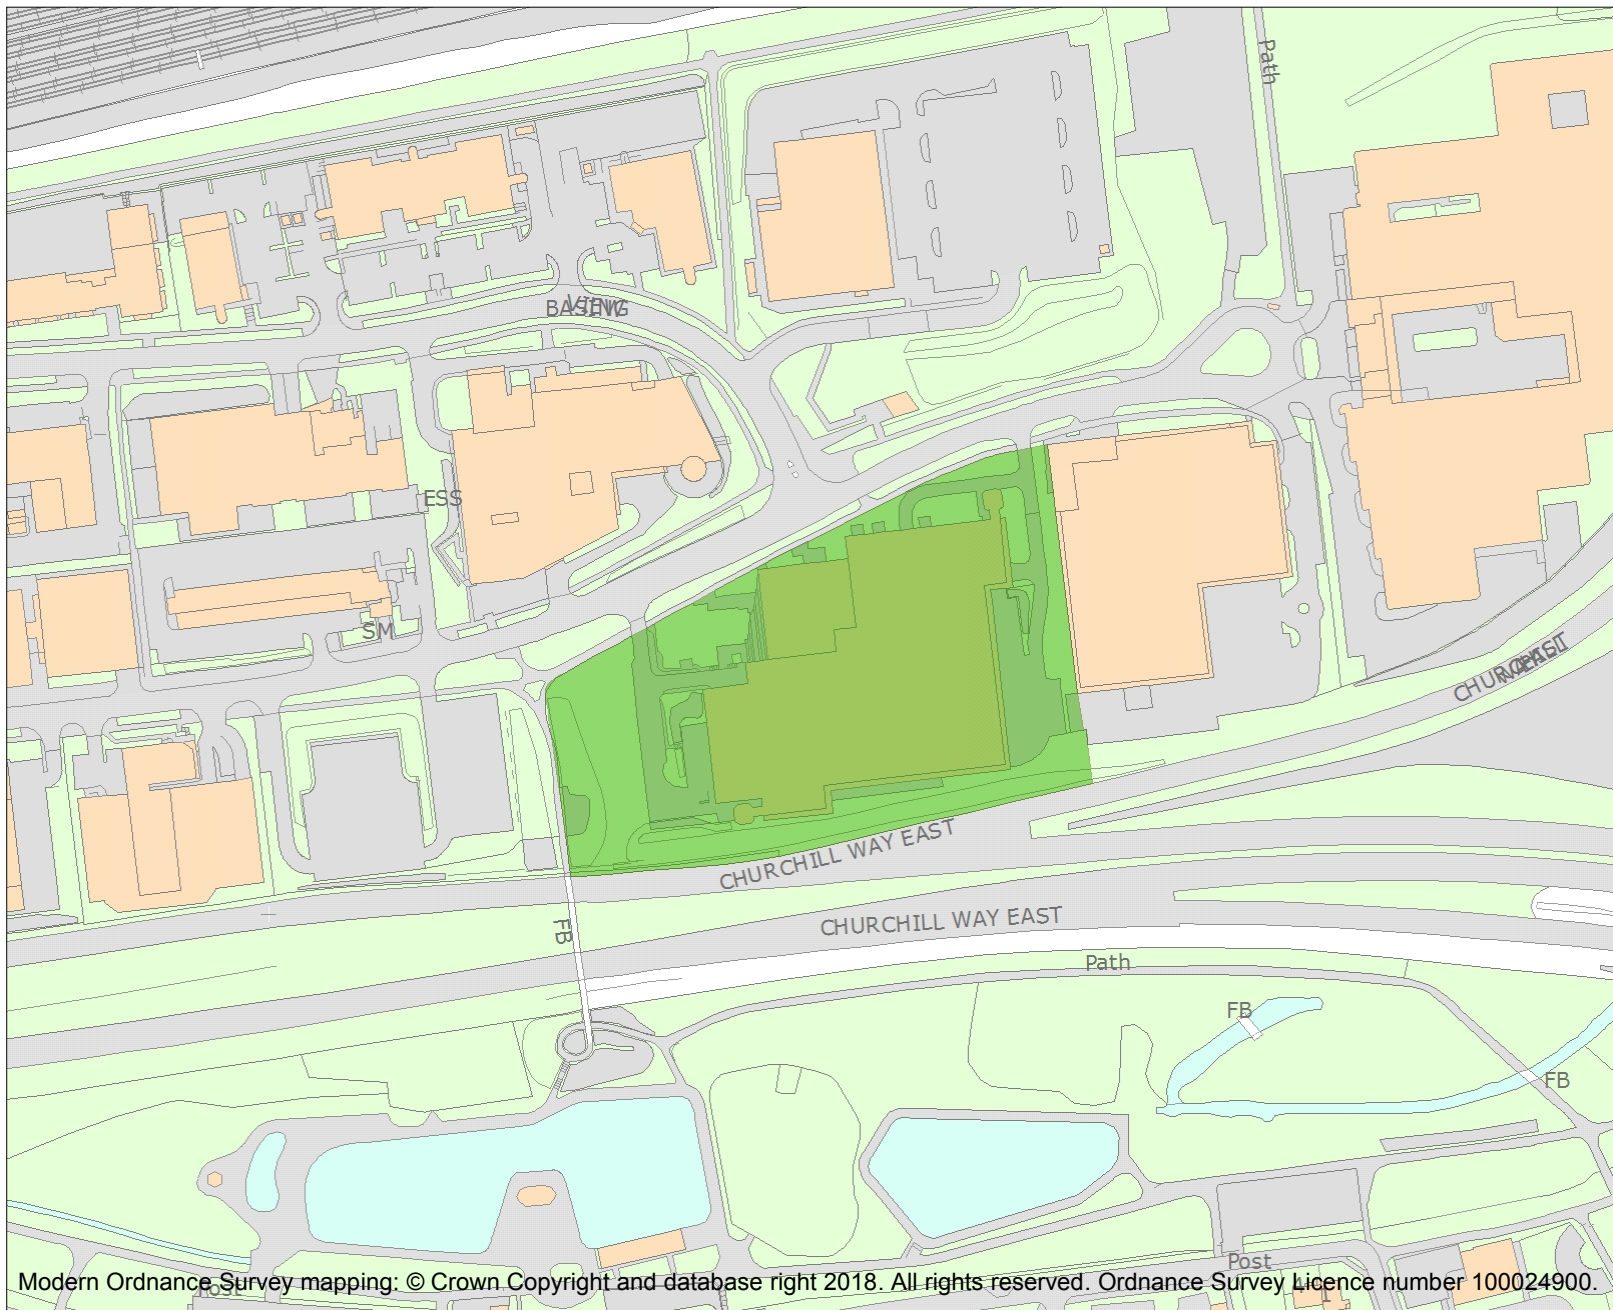 Path
BASING
VIEW
ESS
SM
CHURCHILL WAY EAST
CHURCHILL WAY EAST
FB
Path
FB
FB
Post
Post
Modern Ordnance Survey mapping: © Crown Copyright and database right 2018. All rights reserved. Ordnance Survey Licence number 100024900.